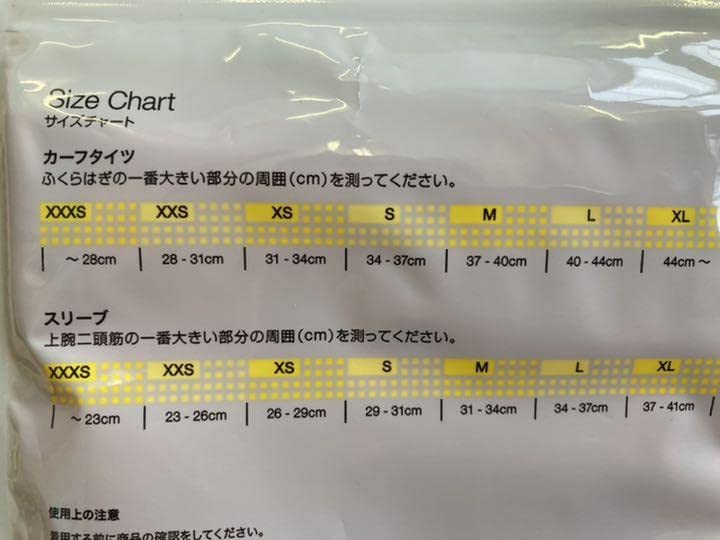 Size Chart
サイズチャート
カーフタイツ
ふくらはぎの一番大きい部分の周囲(cm)を測ってください。
XXXS XXS XS S M L XL
～28cm 28 - 31cm 31 - 34cm 34 - 37cm 37 - 40cm 40 - 44cm 44cm～
スリーブ
上腕二頭筋の一番大きい部分の周囲(cm)を測ってください。
XXXS XXS XS S M L XL
～23cm 23 - 26cm 26 - 29cm 29 - 31cm 31 - 34cm 34 - 37cm 37 - 41cm
使用上の注意
着用する前に商品の確認をしてください。